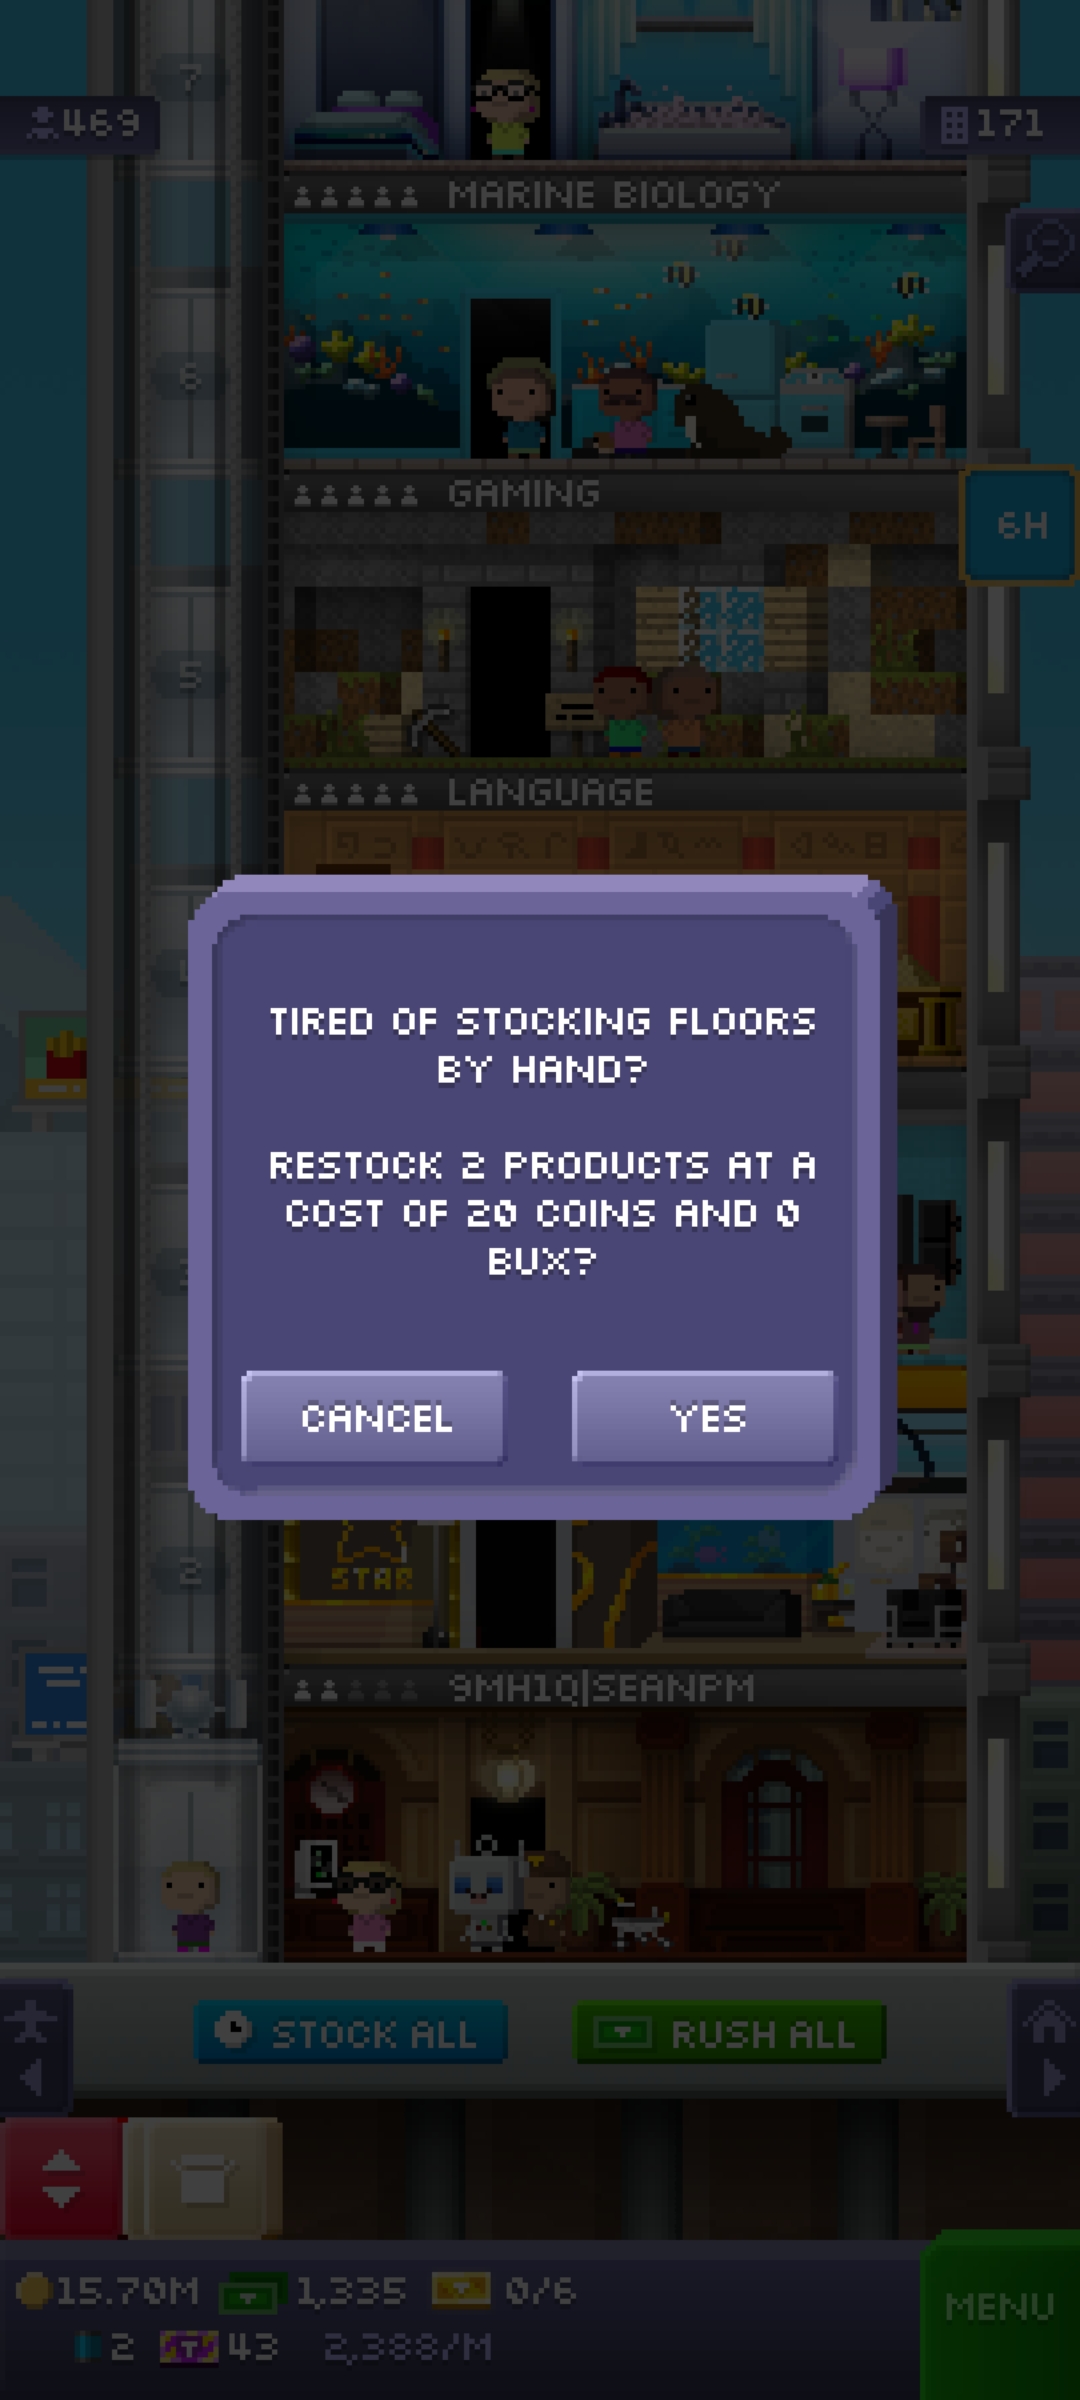 7
469
171
MARINE BIOLOGY
6
GAMING
6H
5
LANGUAGE
TIRED OF STOCKING FLOORS
BY HAND?
RESTOCK 2 PRODUCTS AT A
COST OF 20 COINS AND 0
BUX?
CANCEL
YES
2
STAR
9MH1Q|SEANPM
STOCK ALL
RUSH ALL
15.70M
1,335
0/6
MENU
2
43
2,388/M